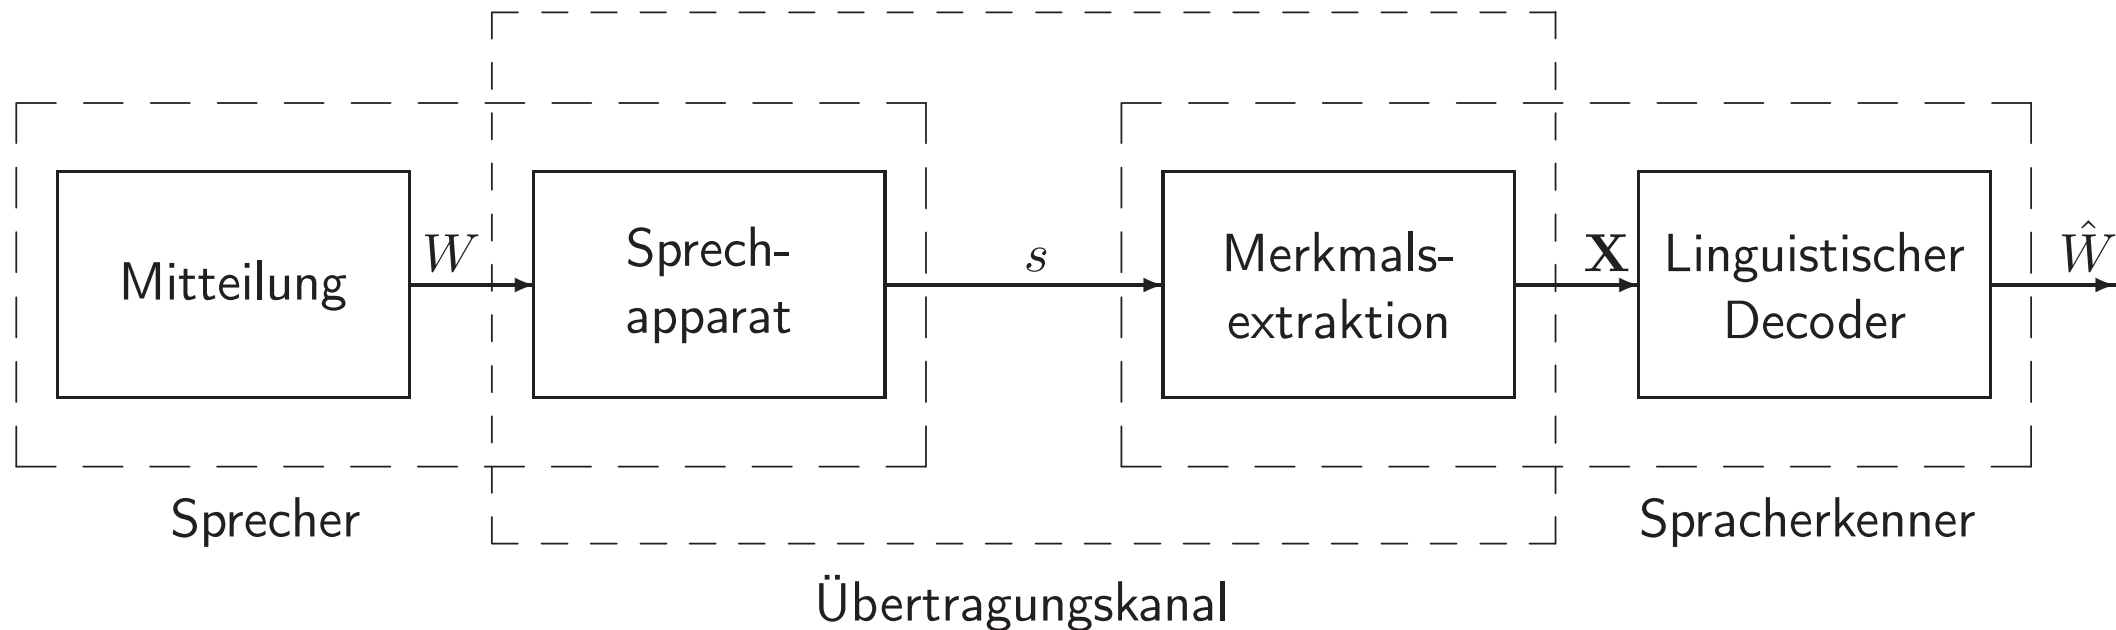 Mitteilung
W
Sprech-
apparat
s
Merkmals-
extraktion
X
Linguistischer
Decoder
Ŵ
Sprecher
Spracherkenner
Übertragungskanal